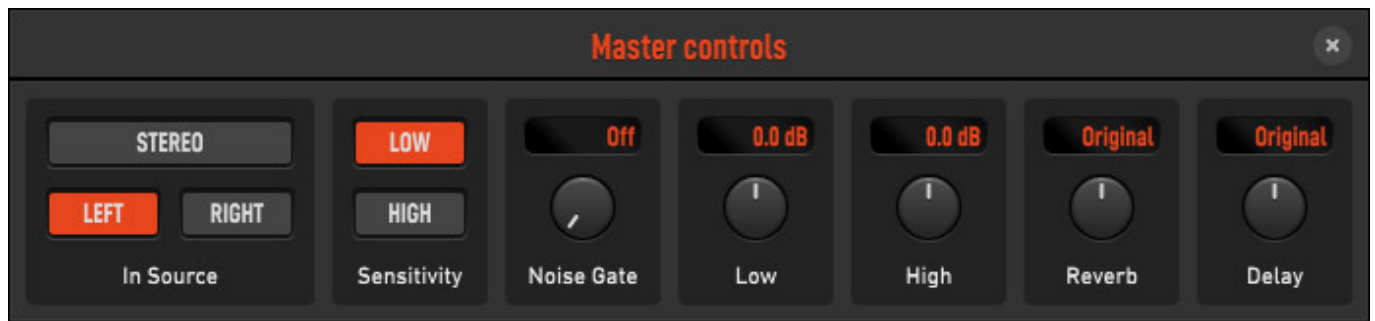 Master controls
STEREO
LEFT RIGHT
In Source
LOW
HIGH
Sensitivity
Off
Noise Gate
0.0 dB
Low
0.0 dB
High
Original
Reverb
Original
Delay